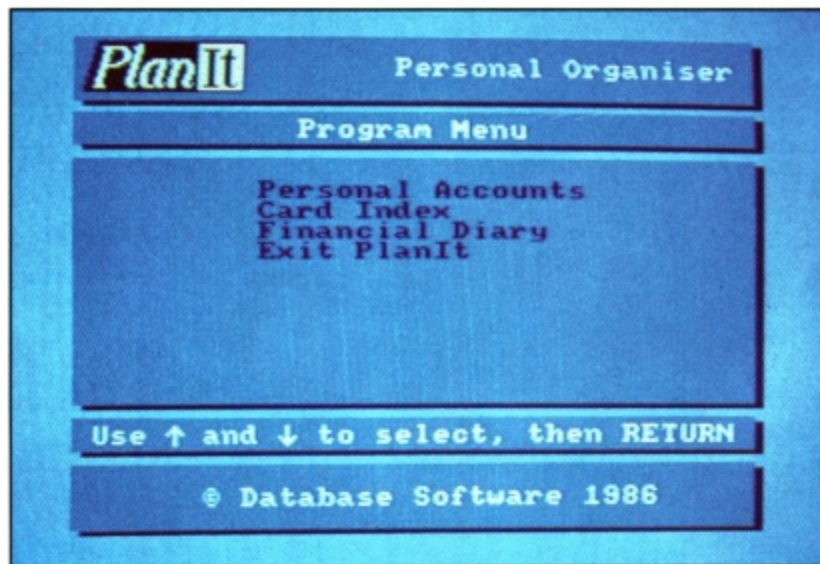 PlanIt
Personal Organiser
Program Menu
Personal Accounts
Card Index
Financial Diary
Exit PlanIt
Use ↑ and ↓ to select, then RETURN
© Database Software 1986